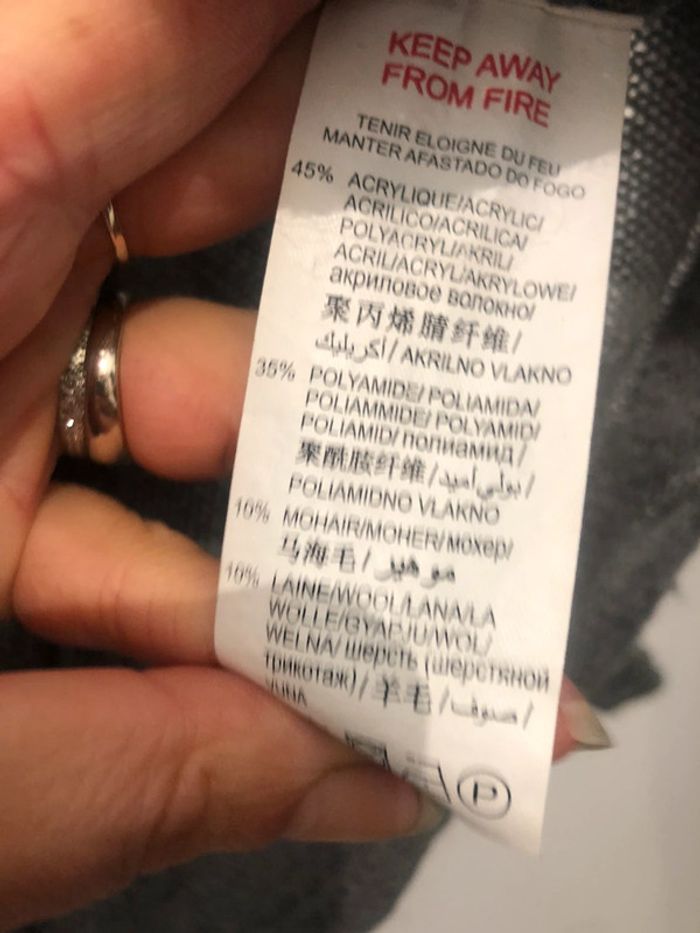 KEEP AWAY
FROM FIRE
TENIR ELOIGNE DU FEU
MANTER AFASTADO DO FOGO
45% ACRYLIQUE/ACRYLIC/
ACRILICO/ACRILICA/
POLYACRYL/AKRIL/
ACRIL/ACRYL/AKRYLOWE/
акриловое волокно/
聚丙烯腈纤维/
أكريليك/ AKRILNO VLAKNO
35% POLYAMIDE/ POLIAMIDA/
POLIAMMIDE/ POLYAMID/
POLIAMID/ полиамид/
聚酰胺纤维/ بولي أميد/
POLIAMIDNO VLAKNO
10% MOHAIR/MOHER/ мохер/
马海毛/ موهير
10% LAINE/WOOL/LANA/LA
WOLLE/GYAPJU/WOL/
WELNA/ шерсть (шерстяной
трикотаж)/ 羊毛/ صوف/
VUNA
P